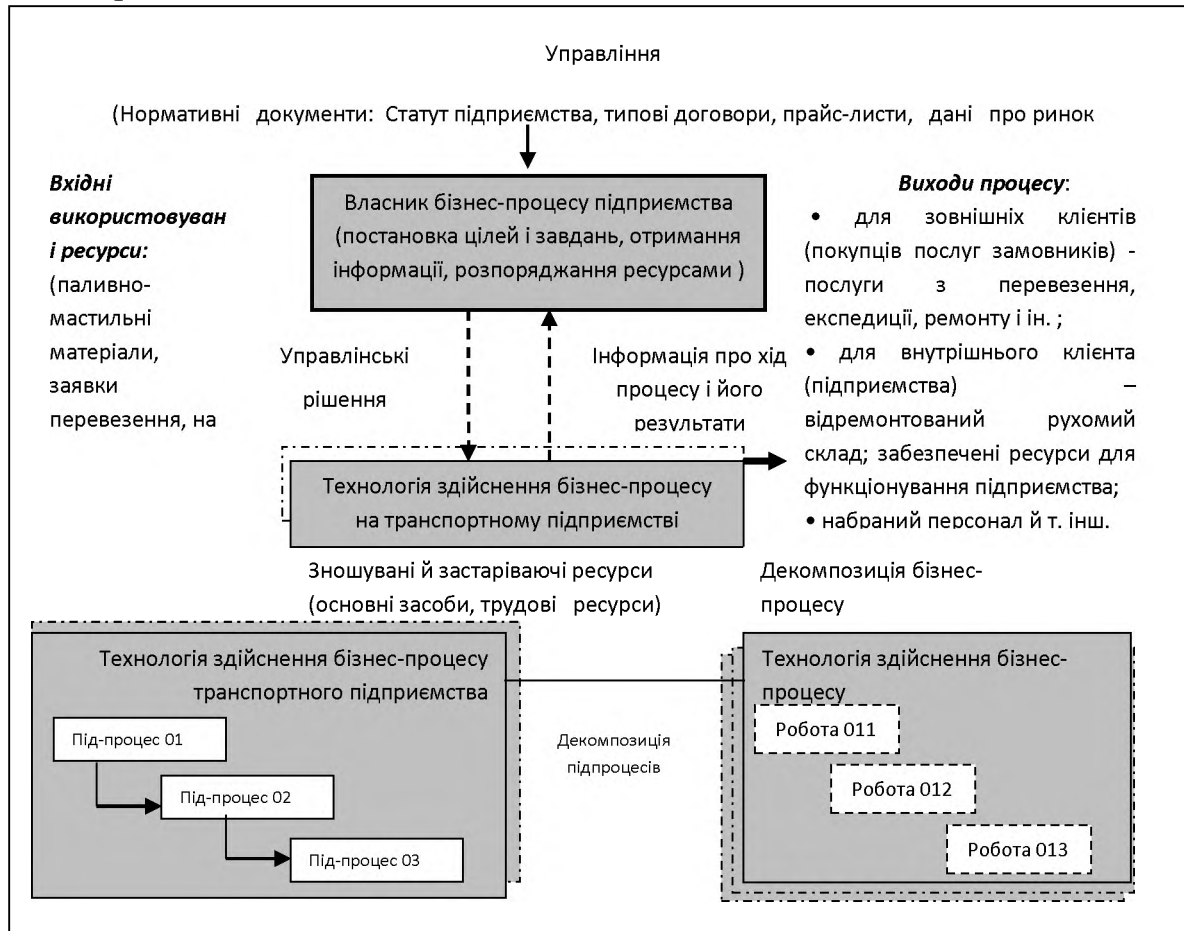 Управління
(Нормативні документи: Статут підприємства, типові договори, прайс-листи, дані про ринок
Вхідні
використовуван
і ресурси:
(паливно-
мастильні
матеріали,
заявки
перевезення, на
Власник бізнес-процесу підприємства
(постановка цілей і завдань, отримання
інформації, розпоряджання ресурсами )
Виходи процесу:
• для зовнішніх клієнтів
(покупців послуг замовників) -
послуги з перевезення,
експедиції, ремонту і ін. ;
• для внутрішнього клієнта
(підприємства) –
відремонтований рухомий
склад; забезпечені ресурси для
функціонування підприємства;
• набраний персонал й т. інш.
Управлінські
рішення
Інформація про хід
процесу і його
результати
Технологія здійснення бізнес-процесу
на транспортному підприємстві
Зношувані й застаріваючі ресурси
(основні засоби, трудові ресурси)
Декомпозиція бізнес-
процесу
Технологія здійснення бізнес-процесу
транспортного підприємства
Під-процес 01
Під-процес 02
Під-процес 03
Декомпозиція
підпроцесів
Технологія здійснення бізнес-
процесу
Робота 011
Робота 012
Робота 013